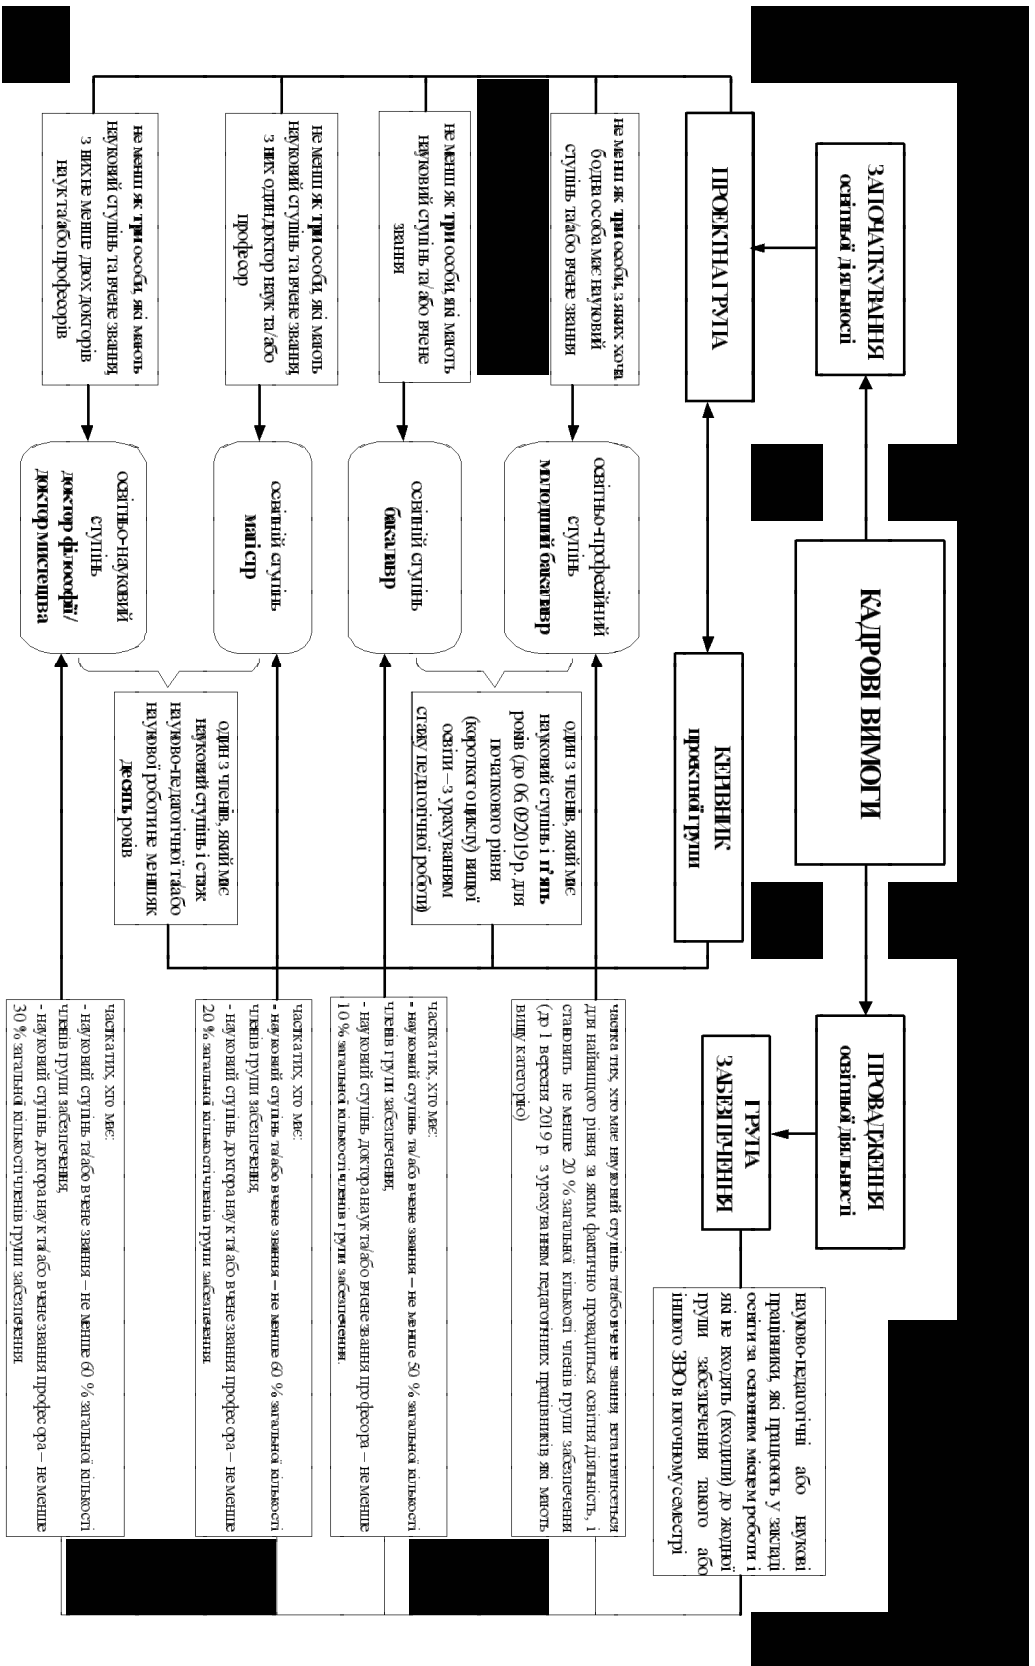 КАДРОВІ ВИМОГИ
ЗАПОЧАТКУВАННЯ
освітньої діяльності
ПРОВАДЖЕННЯ
освітньої діяльності
ПРОЕКТНА ГРУПА
КЕРІВНИК
проектної групи
ГРУПА
ЗАБЕЗПЕЧЕННЯ
науково-педагогічні або наукові
працівники, які працюють у закладі
освіти за основним місцем роботи і
які не входять (входили) до жодної
групи забезпечення такого або
іншого ЗВО в поточному семестрі
не менш як три особи, з яких хоча
б одна особа має науковий
ступінь та/або вчене звання
не менш як три особи, які мають
науковий ступінь та/або вчене
звання
не менш як три особи, які мають
науковий ступінь та вчене звання,
з них один доктор наук та/або
професор
не менш як три особи, які мають
науковий ступінь та вчене звання,
з них не менше двох докторів
наук та/або професорів
освітньо-професійний
ступінь
молодший бакалавр
освітній ступінь
бакалавр
освітній ступінь
магістр
освітньо-науковий
ступінь
доктор філософії/
доктор мистецтва
один з членів, який має
науковий ступінь і п’ять
років (до 06.09.2019 р. для
початкового рівня
(короткого циклу) вищої
освіти – з урахуванням
стажу педагогічної роботи)
один з членів, який має
науковий ступінь і стаж
науково-педагогічної та/або
наукової роботи не менш як
десять років
частка тих, хто має науковий ступінь та/або вчене звання, встановлюється
для найвищого рівня, за яким фактично провадиться освітня діяльність, і
становить не менше 20 % загальної кількості членів групи забезпечення
(до 1 вересня 2019 р. з урахуванням педагогічних працівників, які мають
вищу категорію)
частка тих, хто має:
- науковий ступінь та/або вчене звання – не менше 50 % загальної кількості
членів групи забезпечення;
- науковий ступінь доктора наук та/або вчене звання професора – не менше
10 % загальної кількості членів групи забезпечення.
частка тих, хто має:
- науковий ступінь та/або вчене звання – не менше 60 % загальної кількості
членів групи забезпечення;
- науковий ступінь доктора наук та/або вчене звання професора – не менше
20 % загальної кількості членів групи забезпечення.
частка тих, хто має:
- науковий ступінь та/або вчене звання – не менше 60 % загальної кількості
членів групи забезпечення;
- науковий ступінь доктора наук та/або вчене звання професора – не менше
30 % загальної кількості членів групи забезпечення.